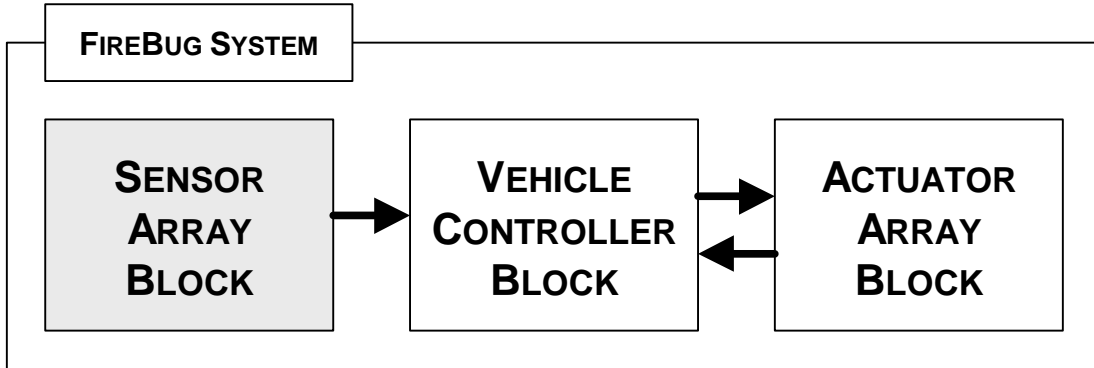 FIREBUG SYSTEM
SENSOR
ARRAY
BLOCK
VEHICLE
CONTROLLER
BLOCK
ACTUATOR
ARRAY
BLOCK